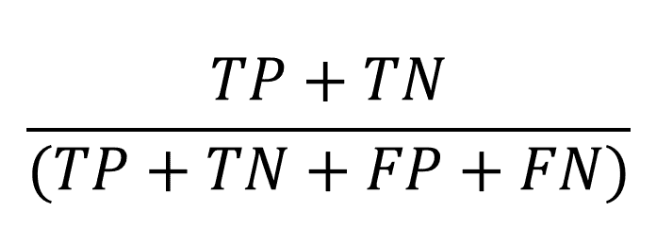 TP + TN
(TP + TN + FP + FN)